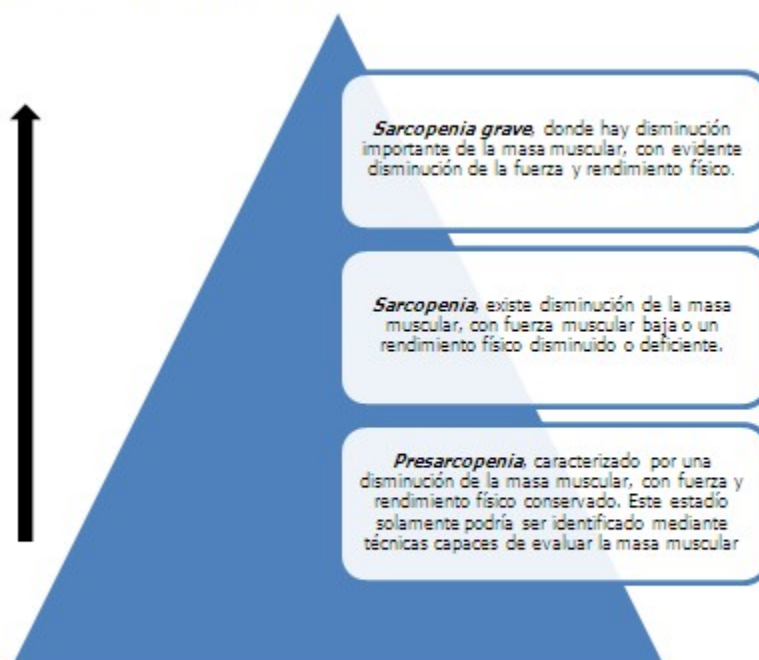 Sarcopenia grave, donde hay disminución
importante de la masa muscular, con evidente
disminución de la fuerza y rendimiento físico.
Sarcopenia, existe disminución de la masa
muscular, con fuerza muscular baja o un
rendimiento físico disminuido o deficiente.
Presarcopenia, caracterizado por una
disminución de la masa muscular, con fuerza y
rendimiento físico conservado. Este estadío
solamente podría ser identificado mediante
técnicas capaces de evaluar la masa muscular